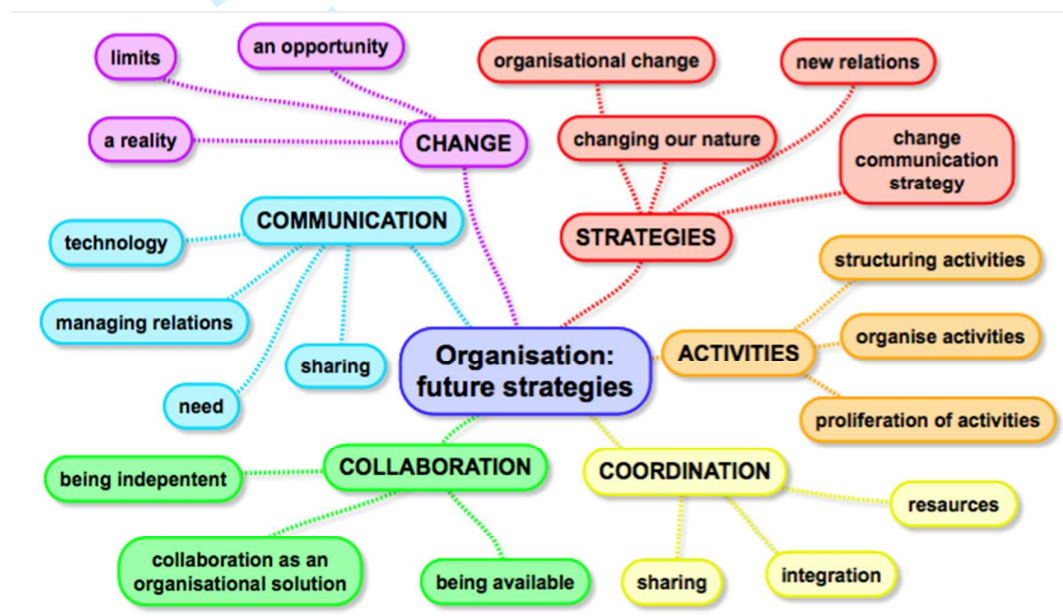 limits
an opportunity
a reality
CHANGE
organisational change
new relations
changing our nature
change
communication
strategy
STRATEGIES
COMMUNICATION
technology
managing relations
need
sharing
Organisation:
future strategies
structuring activities
ACTIVITIES
organise activities
proliferation of activities
COLLABORATION
being indepentent
collaboration as an
organisational solution
being available
COORDINATION
resaurces
integration
sharing